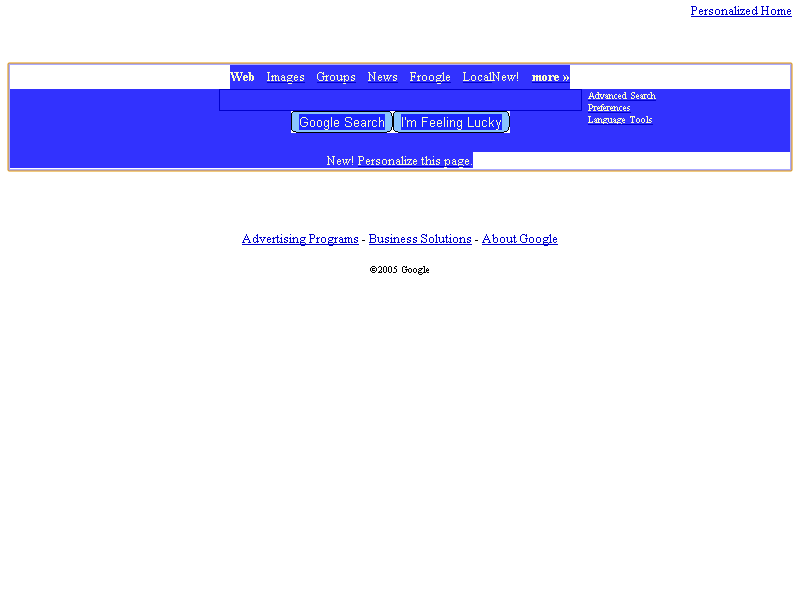 Personalized Home
Web Images Groups News Froogle LocalNew! more »
Advanced Search
Preferences
Language Tools
Google Search I'm Feeling Lucky
New! Personalize this page.
Advertising Programs - Business Solutions - About Google
©2005 Google